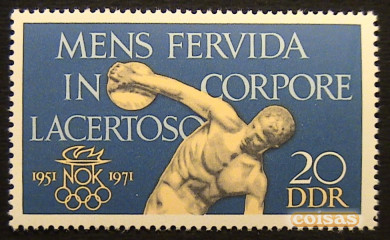 MENS FERVIDA
IN CORPORE
LACERTOSO
1951 NOK 1971
20
DDR
coisas